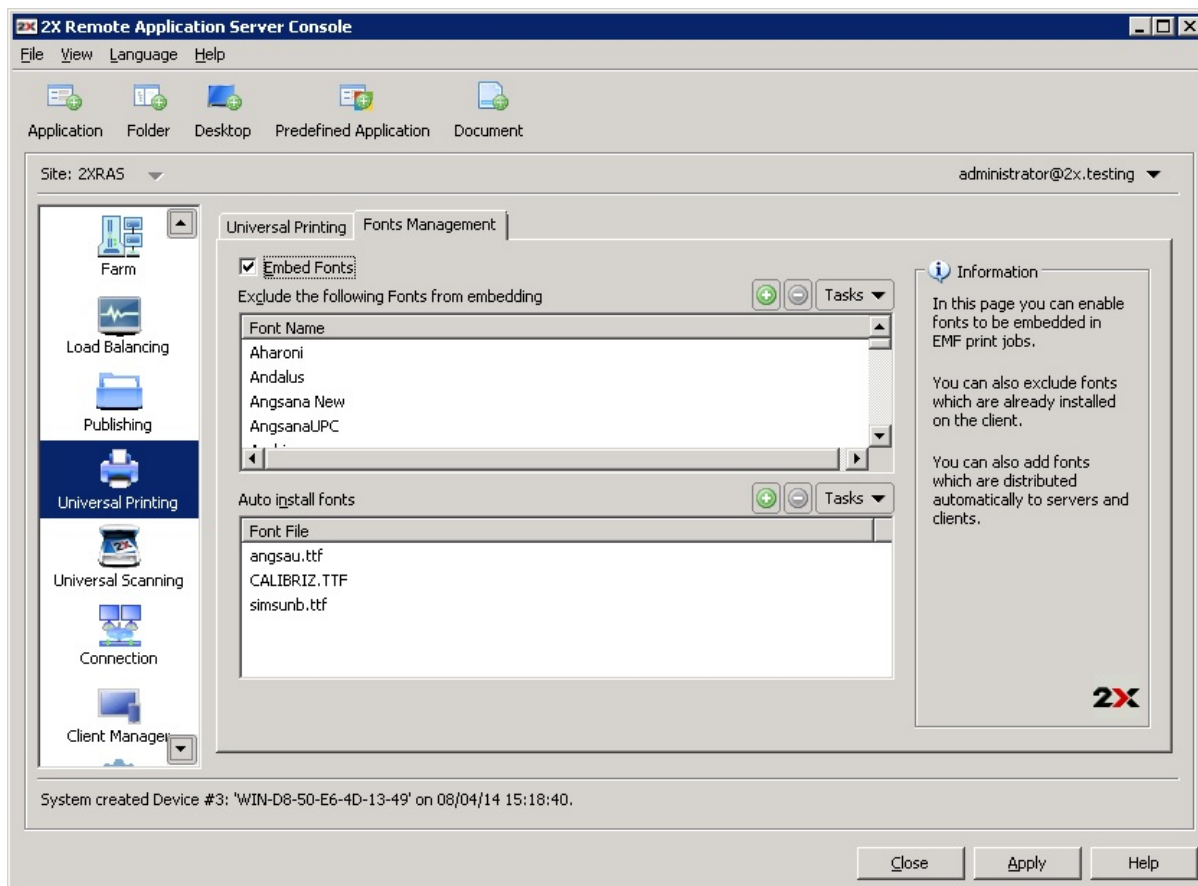 2X 2X Remote Application Server Console
File View Language Help
Application Folder Desktop Predefined Application Document
Site: 2XRAS administrator@2x.testing
Farm
Load Balancing
Publishing
Universal Printing
Universal Scanning
Connection
Client Manager
Universal Printing Fonts Management
Embed Fonts
Exclude the following Fonts from embedding Tasks
Font Name
Aharoni
Andalus
Angsana New
AngsanaUPC
Auto install fonts Tasks
Font File
angsau.ttf
CALIBRIZ.TTF
simsunb.ttf
Information
In this page you can enable
fonts to be embedded in
EMF print jobs.
You can also exclude fonts
which are already installed
on the client.
You can also add fonts
which are distributed
automatically to servers and
clients.
2X
System created Device #3: 'WIN-D8-50-E6-4D-13-49' on 08/04/14 15:18:40.
Close Apply Help